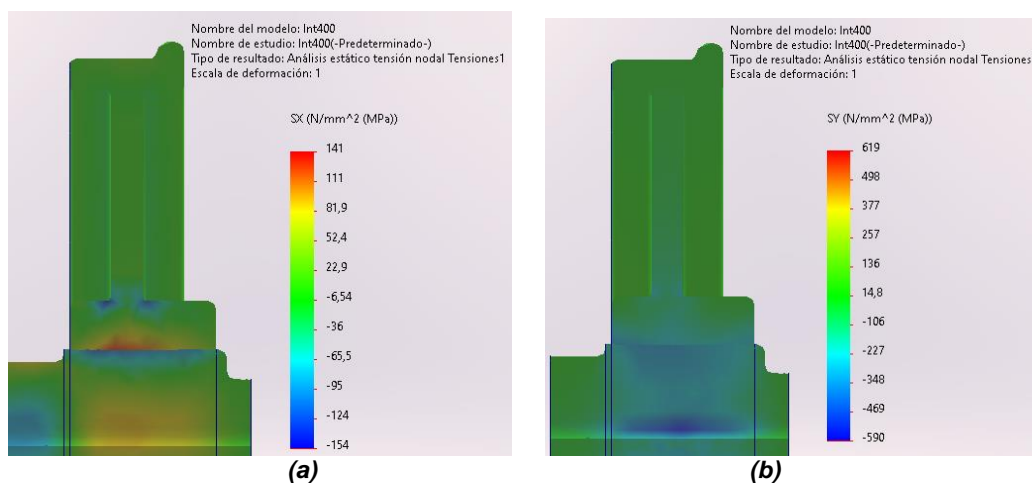 Nombre del modelo: Int400
Nombre de estudio: Int400(-Predeterminado-)
Tipo de resultado: Análisis estático tensión nodal Tensiones1
Escala de deformación: 1
SX (N/mm^2 (MPa))
141
111
81,9
52,4
22,9
-6,54
-36
-65,5
-95
-124
-154
(a)
Nombre del modelo: Int400
Nombre de estudio: Int400(-Predeterminado-)
Tipo de resultado: Análisis estático tensión nodal Tensiones
Escala de deformación: 1
SY (N/mm^2 (MPa))
619
498
377
257
136
14,8
-106
-227
-348
-469
-590
(b)